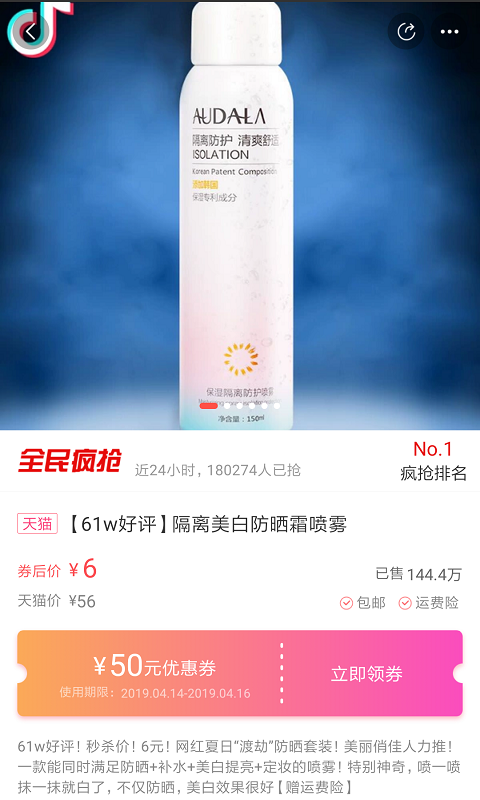 AUDALA
隔离防护 清爽舒适
ISOLATION
Korean Patent Composition
添加韩国
保湿专利成分
保湿隔离防护喷雾
净含量：150ml
全民疯抢
近24小时，180274人已抢
No.1
疯抢排名
天猫 【61w好评】隔离美白防晒霜喷雾
券后价 ¥6
已售 144.4万
天猫价 ¥56
包邮 运费险
¥50元优惠券
使用期限：2019.04.14-2019.04.16
立即领券
61w好评！秒杀价！6元！网红夏日“渡劫”防晒套装！美丽俏佳人力推！
一款能同时满足防晒+补水+美白提亮+定妆的喷雾！特别神奇，喷一喷
抹一抹就白了，不仅防晒，美白效果很好【赠运费险】